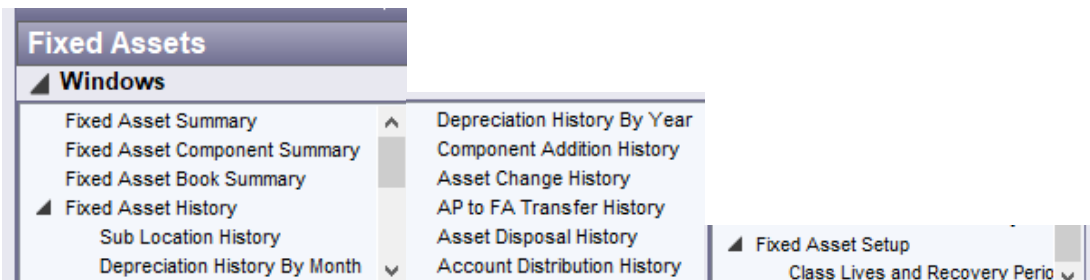 Fixed Assets
Windows
Fixed Asset Summary
Fixed Asset Component Summary
Fixed Asset Book Summary
Fixed Asset History
Sub Location History
Depreciation History By Month
Depreciation History By Year
Component Addition History
Asset Change History
AP to FA Transfer History
Asset Disposal History
Account Distribution History
Fixed Asset Setup
Class Lives and Recovery Perio